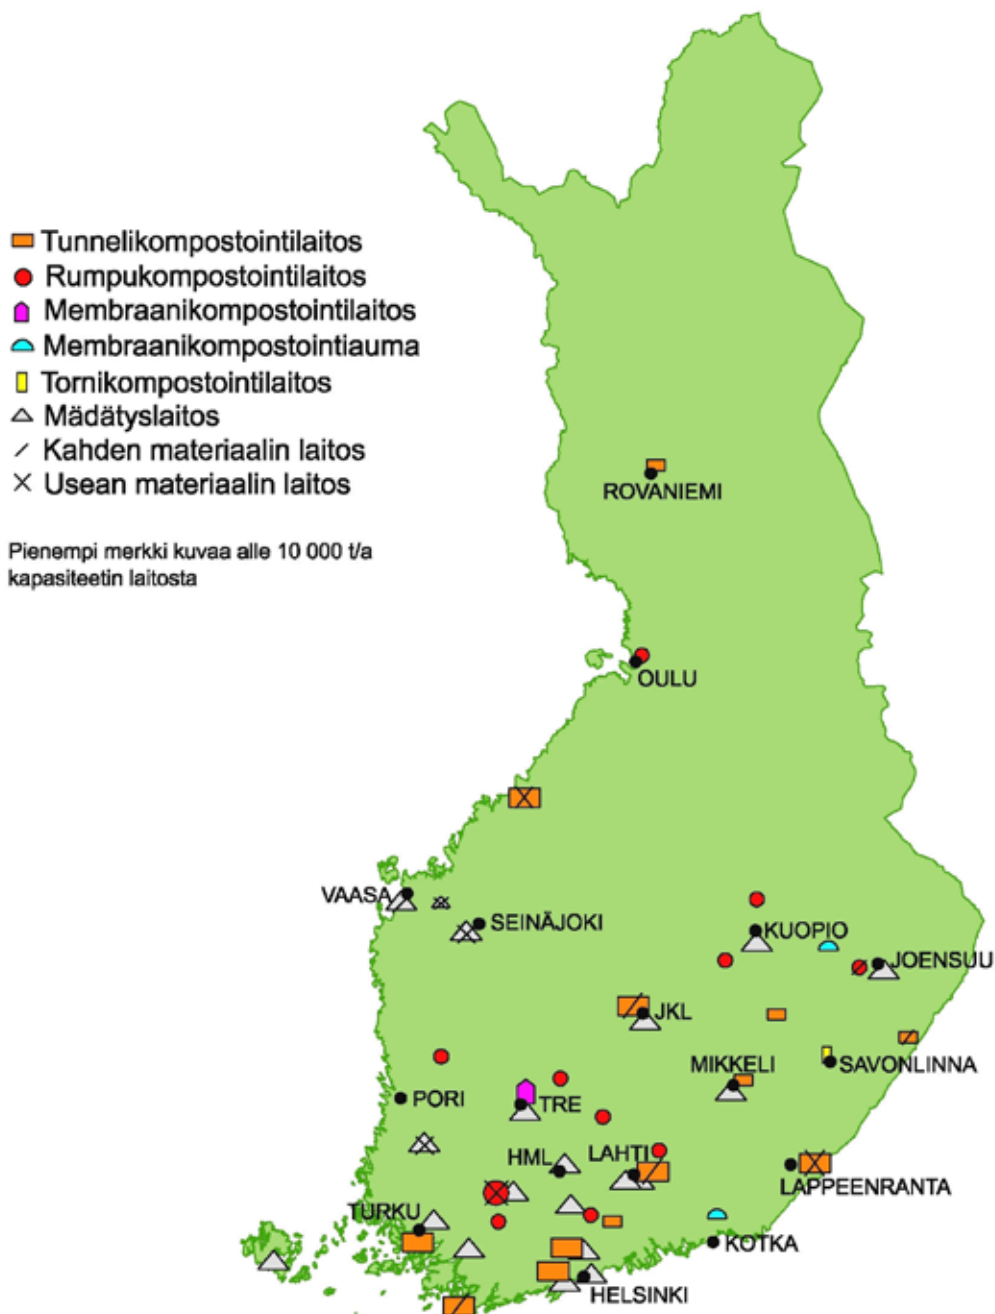 Tunnelikompostointilaitos
Rumpukompostointilaitos
Membraanikompostointilaitos
Membraanikompostointiauma
Tornikompostointilaitos
Mädätyslaitos
Kahden materiaalin laitos
Usean materiaalin laitos
Pienempi merkki kuvaa alle 10 000 t/a
kapasiteetin laitosta
ROVANIEMI
OULU
VAASA
SEINÄJOKI
KUOPIO
JOENSUU
JKL
SAVONLINNA
MIKKELI
PORI
TRE
HML
LAHTI
LAPPEENRANTA
TURKU
KOTKA
HELSINKI